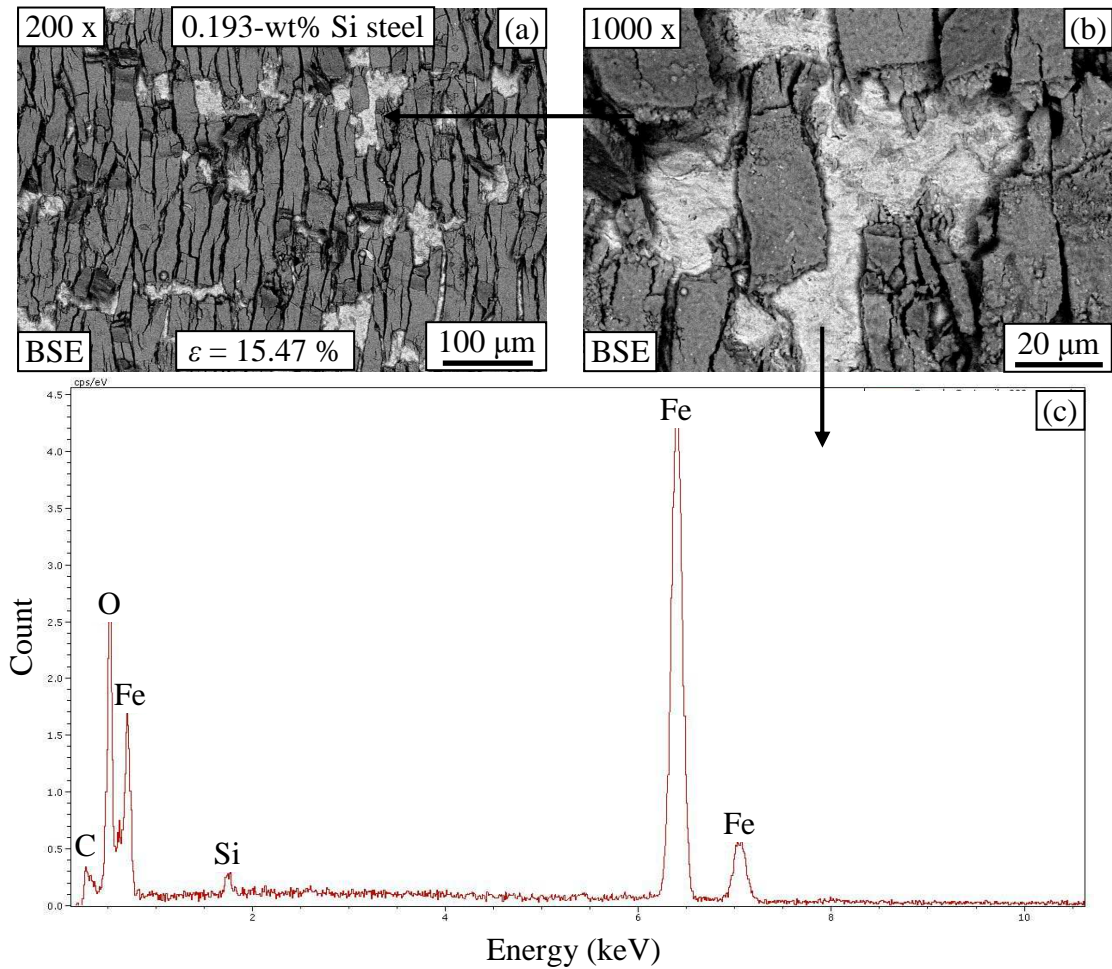 200 x
0.193-wt% Si steel
(a)
1000 x
(b)
BSE
ε = 15.47 %
100 μm
BSE
20 μm
cps/eV
(c)
4.5
4.0
3.5
3.0
2.5
2.0
1.5
1.0
0.5
0.0
Count
C
O
Fe
Si
Fe
Fe
2
4
6
8
10
Energy (keV)